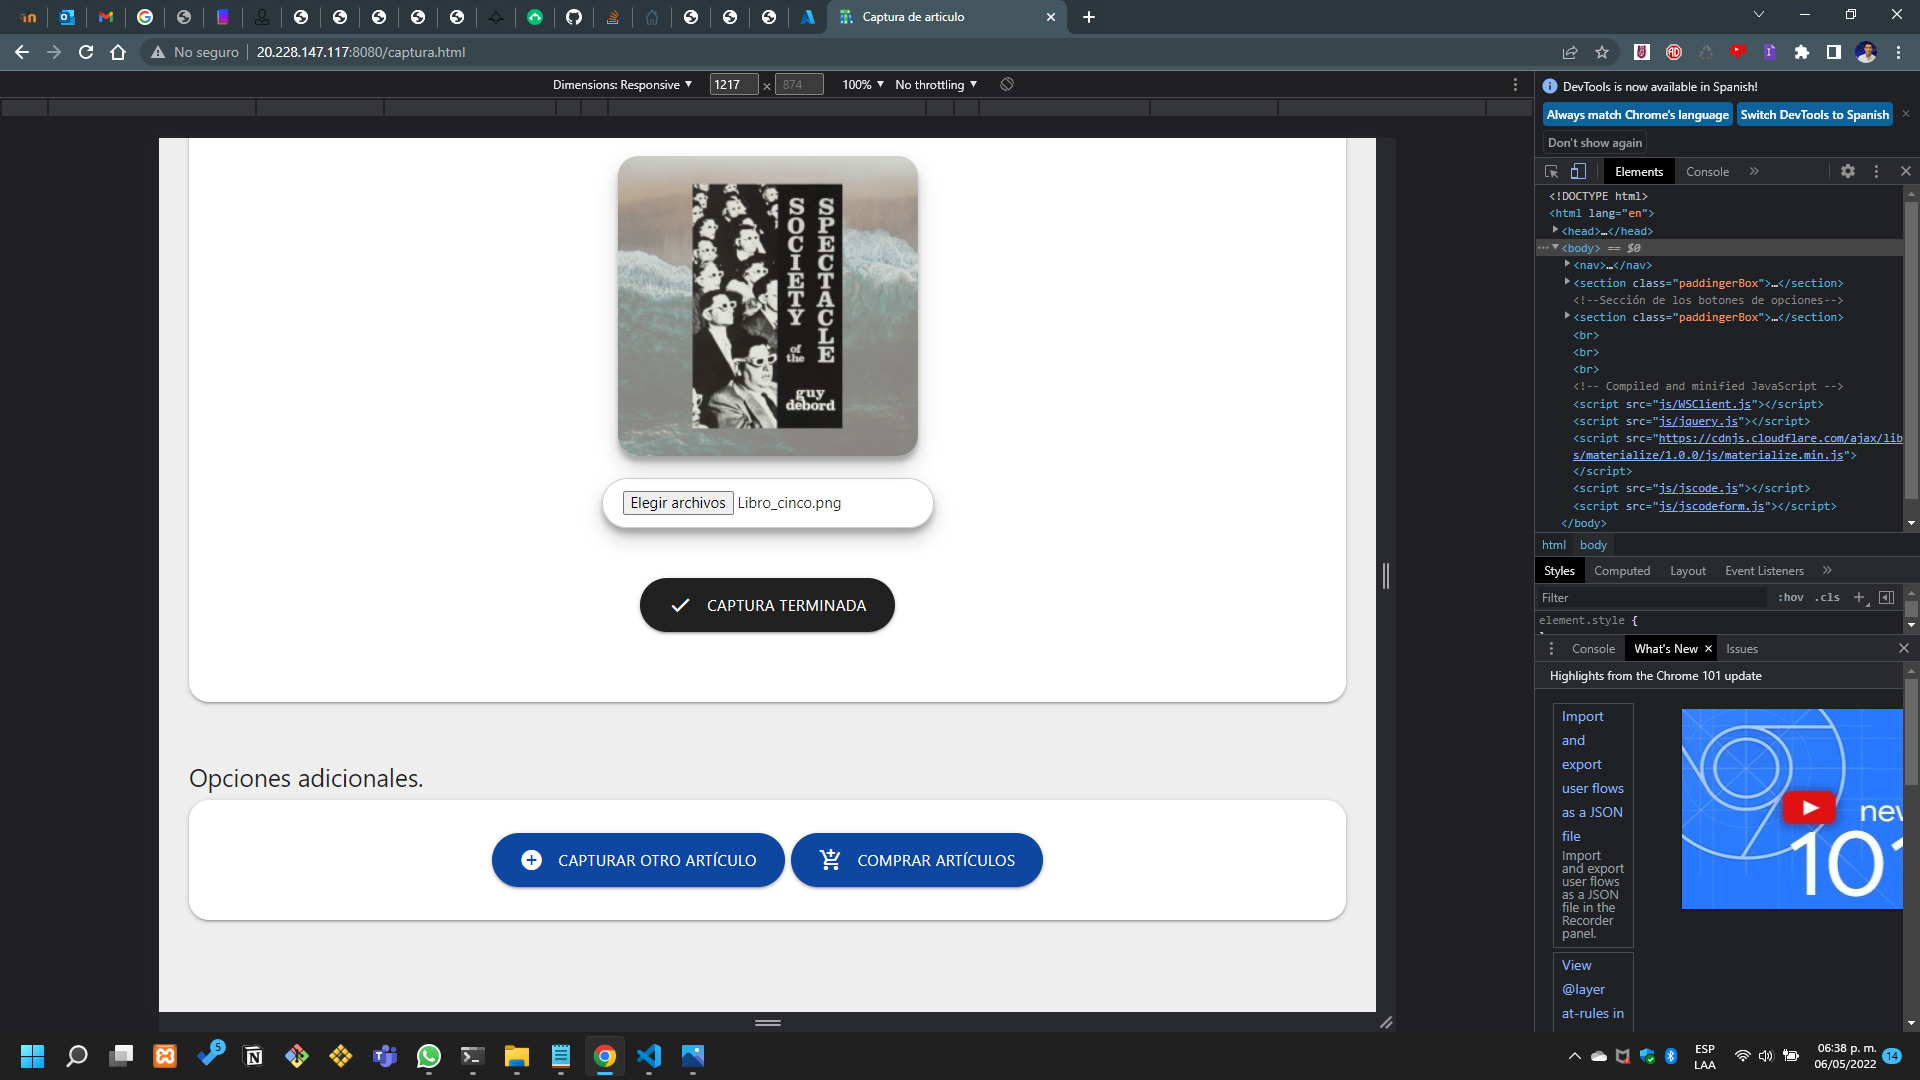 Captura de articulo
No seguro
20.228.147.117:8080/captura.html
Dimensions: Responsive
1217
×
874
100%
No throttling
DevTools is now available in Spanish!
Always match Chrome's language
Switch DevTools to Spanish
Don't show again
Elements
Console
<!DOCTYPE html>
<html lang="en">
<head>…</head>
<body> == $0
<nav>…</nav>
<section class="paddingerBox">…</section>
<!--Sección de los botones de opciones-->
<section class="paddingerBox">…</section>
<br>
<br>
<br>
<!-- Compiled and minified JavaScript -->
<script src="js/WSClient.js"></script>
<script src="js/jquery.js"></script>
<script src="https://cdnjs.cloudflare.com/ajax/lib
s/materialize/1.0.0/js/materialize.min.js">
</script>
<script src="js/jscode.js"></script>
<script src="js/jscodeform.js"></script>
</body>
html
body
Styles
Computed
Layout
Event Listeners
Filter
:hov
.cls
element.style {
Console
What's New
Issues
Highlights from the Chrome 101 update
Import
and
export
user flows
as a JSON
file
Import
and export
user flows
as a JSON
file in the
Recorder
panel.
View
@layer
at-rules in
new
101
SOCIETY
of the
SPECTACLE
guy
debord
Elegir archivos
Libro_cinco.png
CAPTURA TERMINADA
Opciones adicionales.
CAPTURAR OTRO ARTÍCULO
COMPRAR ARTÍCULOS
5
ESP
LAA
06:38 p. m.
06/05/2022
14